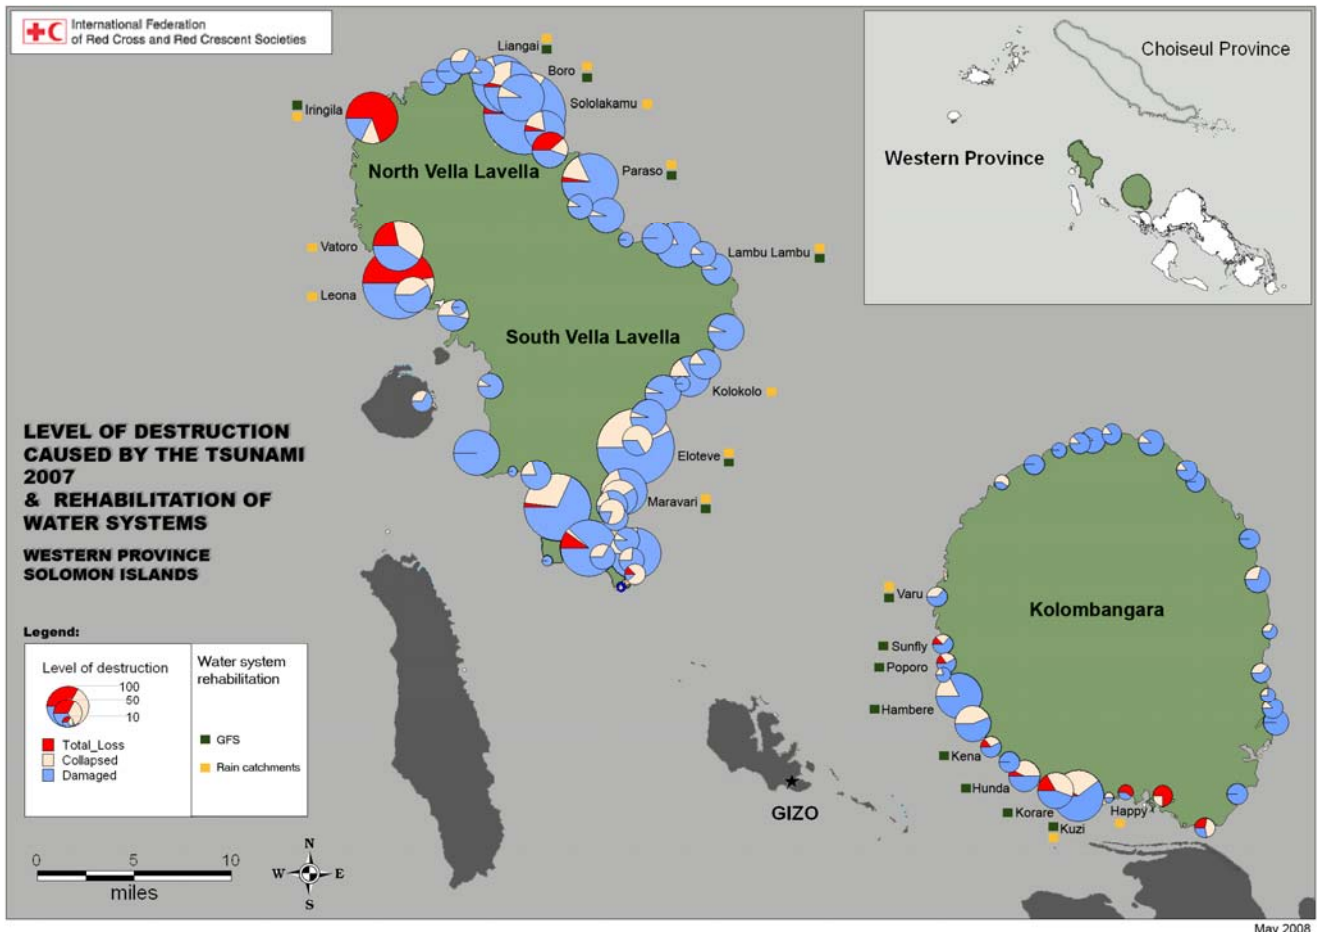 International Federation
of Red Cross and Red Crescent Societies
Choiseul Province
Western Province
Liangai
Boro
Sololakamu
Iringila
North Vella Lavella
Paraso
Vatoro
Lambu Lambu
Leona
South Vella Lavella
Kolokolo
Eloteve
Maravari
LEVEL OF DESTRUCTION
CAUSED BY THE TSUNAMI
2007
& REHABILITATION OF
WATER SYSTEMS
WESTERN PROVINCE
SOLOMON ISLANDS
Varu
Kolombangara
Sunfly
Poporo
Hambere
Kena
Hunda
Korare
Kuzi
Happy
GIZO
Legend:
Level of destruction
100
50
10
Total_Loss
Collapsed
Damaged
Water system
rehabilitation
GFS
Rain catchments
0 5 10
miles
N
W E
S
May 2008